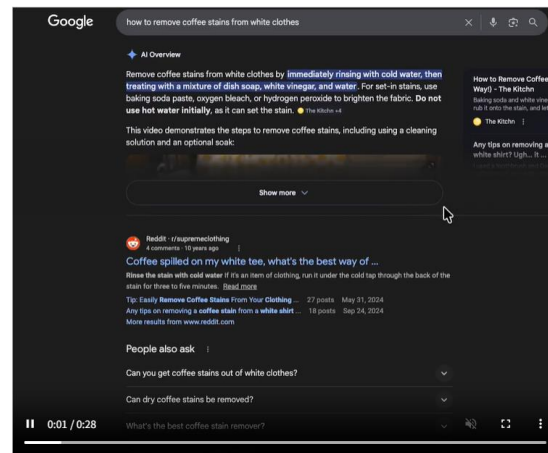 Google
how to remove coffee stains from white clothes
AI Overview
Remove coffee stains from white clothes by immediately rinsing with cold water, then
treating with a mixture of dish soap, white vinegar, and water. For set-in stains, use
baking soda paste, oxygen bleach, or hydrogen peroxide to brighten the fabric. Do not
use hot water initially, as it can set the stain. The Kitchn +4
This video demonstrates the steps to remove coffee stains, including using a cleaning
solution and an optional soak:
Show more
How to Remove Coffee
Way!) - The Kitchn
Baking soda and white vine
rub it onto the stain, and let
The Kitchn
Any tips on removing a
white shirt? Ugh... it ...
Reddit · r/supremeclothing
4 comments · 10 years ago
Coffee spilled on my white tee, what's the best way of ...
Rinse the stain with cold water If it's an item of clothing, run it under the cold tap through the back of the
stain for three to five minutes. Read more
Tip: Easily Remove Coffee Stains From Your Clothing ... 27 posts May 31, 2024
Any tips on removing a coffee stain from a white shirt ... 18 posts Sep 24, 2024
More results from www.reddit.com
People also ask
Can you get coffee stains out of white clothes?
Can dry coffee stains be removed?
What's the best coffee stain remover?
0:01 / 0:28